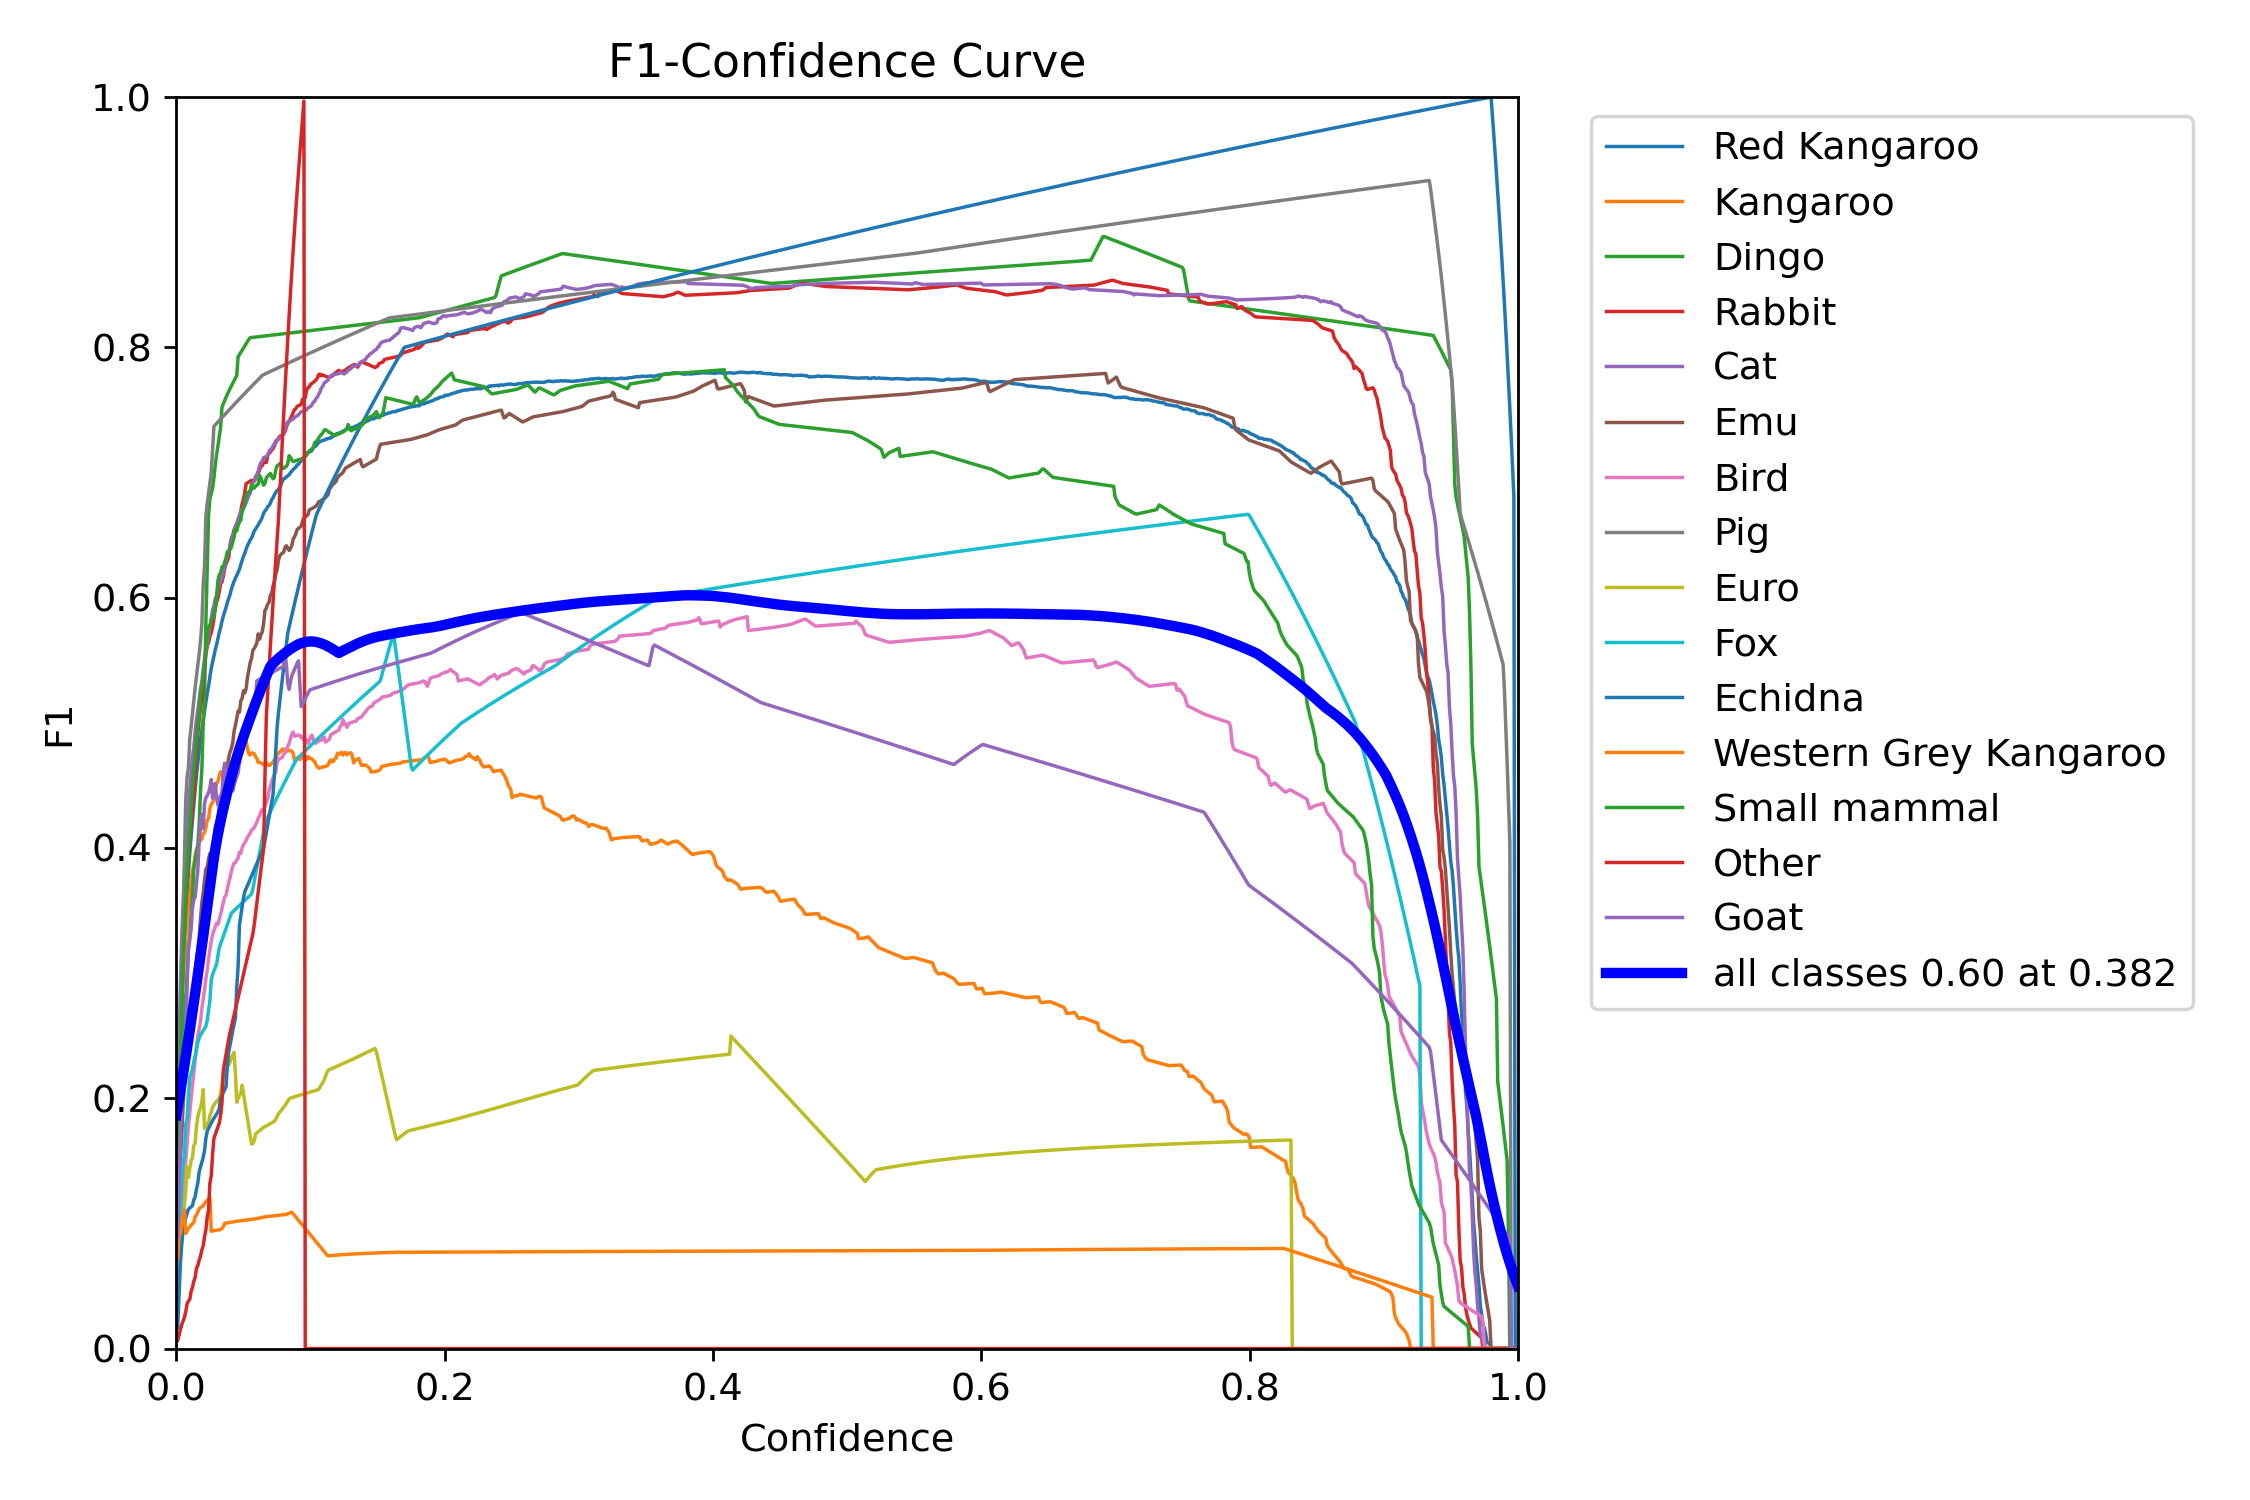 F1-Confidence Curve
1.0
0.8
0.6
0.4
0.2
0.0
F1
0.0 0.2 0.4 0.6 0.8 1.0
Confidence
Red Kangaroo
Kangaroo
Dingo
Rabbit
Cat
Emu
Bird
Pig
Euro
Fox
Echidna
Western Grey Kangaroo
Small mammal
Other
Goat
all classes 0.60 at 0.382